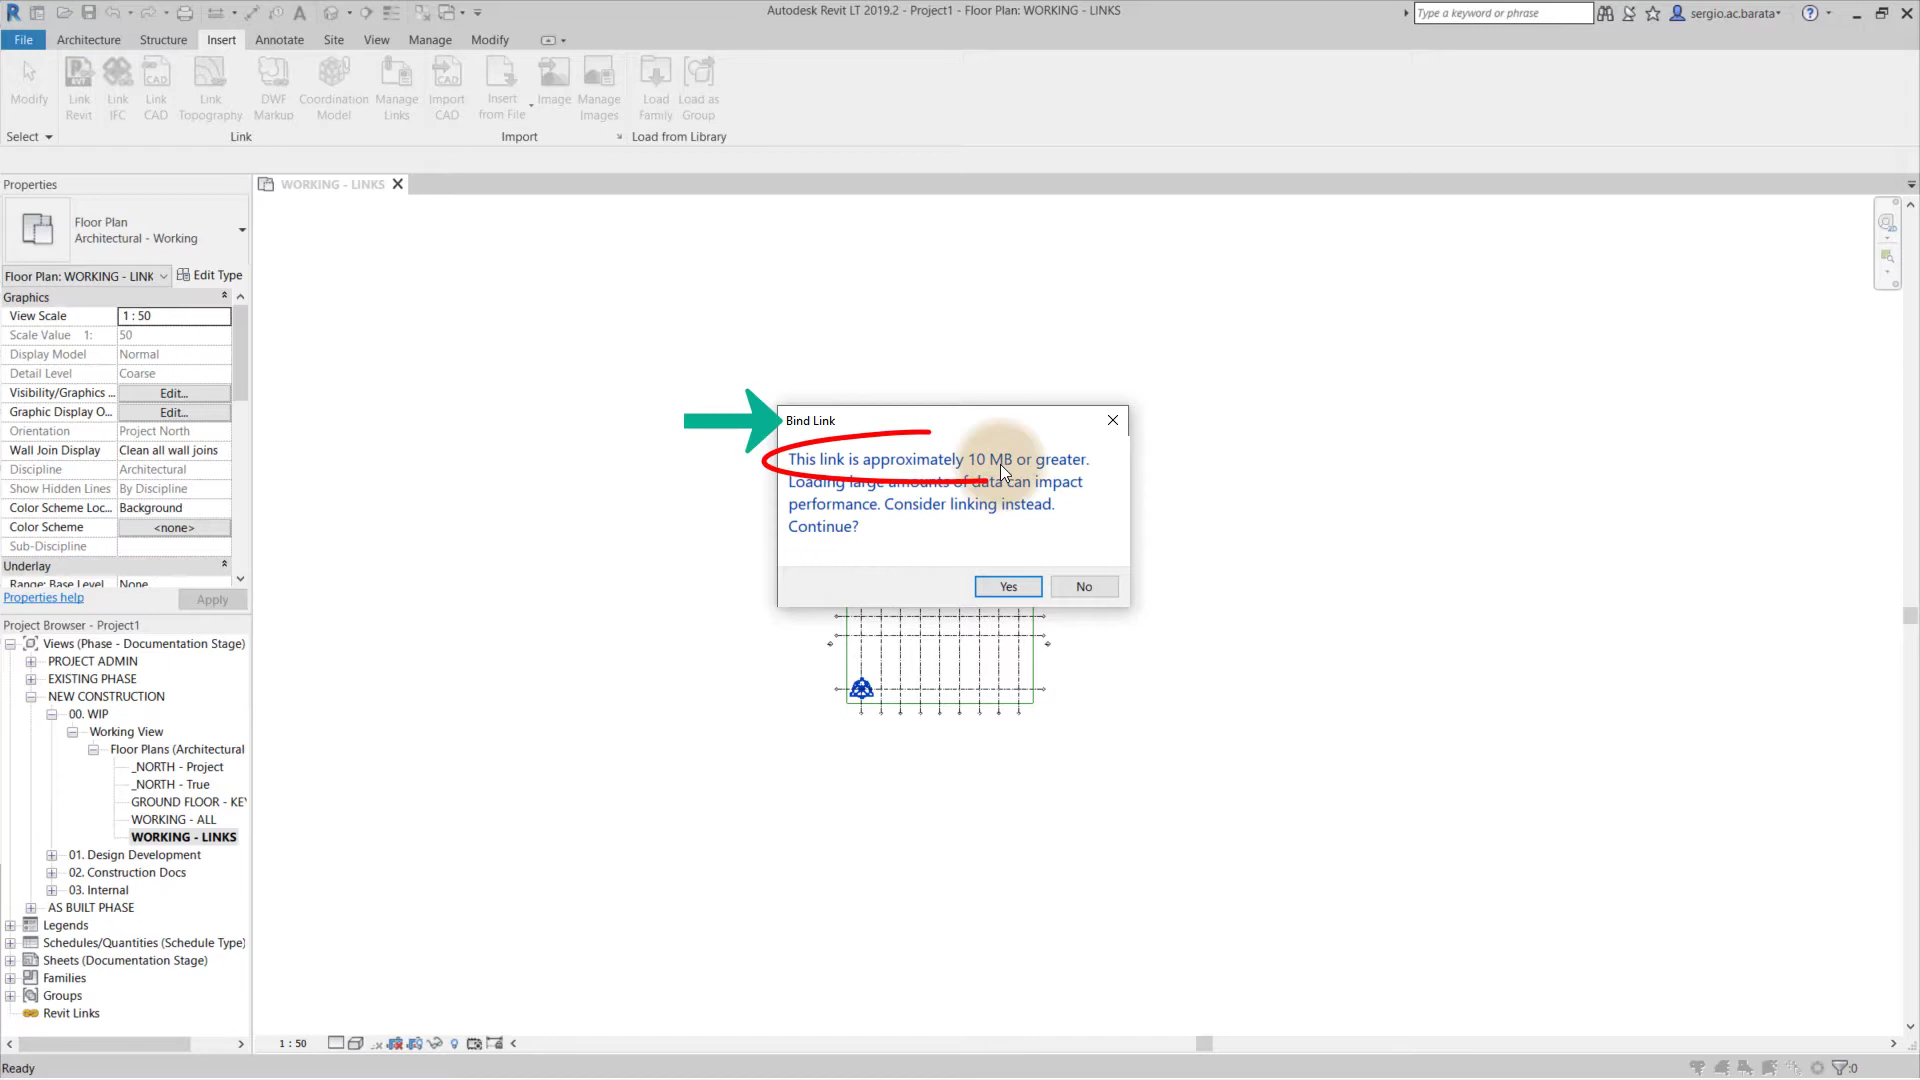 Autodesk Revit LT 2019.2 - Project1 - Floor Plan: WORKING - LINKS
Type a keyword or phrase
sergio.ac.barata*
File Architecture Structure Insert Annotate Site View Manage Modify
Modify
Link Revit
Link IFC
Link CAD
Link Topography
DWF Markup
Coordination Model
Manage Links
Import CAD
Insert from File
Image
Manage Images
Load Family
Load as Group
Select
Link
Import
Load from Library
Properties
WORKING - LINKS
Floor Plan
Architectural - Working
Floor Plan: WORKING - LINK
Edit Type
Graphics
View Scale 1 : 50
Scale Value 1: 50
Display Model Normal
Detail Level Coarse
Visibility/Graphics ... Edit...
Graphic Display O... Edit...
Orientation Project North
Wall Join Display Clean all wall joins
Discipline Architectural
Show Hidden Lines By Discipline
Color Scheme Loc... Background
Color Scheme <none>
Sub-Discipline
Underlay
Range: Base Level None
Properties help
Apply
Project Browser - Project1
Views (Phase - Documentation Stage)
PROJECT ADMIN
EXISTING PHASE
NEW CONSTRUCTION
00. WIP
Working View
Floor Plans (Architectural
_NORTH - Project
_NORTH - True
GROUND FLOOR - KE
WORKING - ALL
WORKING - LINKS
01. Design Development
02. Construction Docs
03. Internal
AS BUILT PHASE
Legends
Schedules/Quantities (Schedule Type)
Sheets (Documentation Stage)
Families
Groups
Revit Links
Bind Link
This link is approximately 10 MB or greater.
Loading large amounts of data can impact
performance. Consider linking instead.
Continue?
Yes
No
1 : 50
Ready
:0